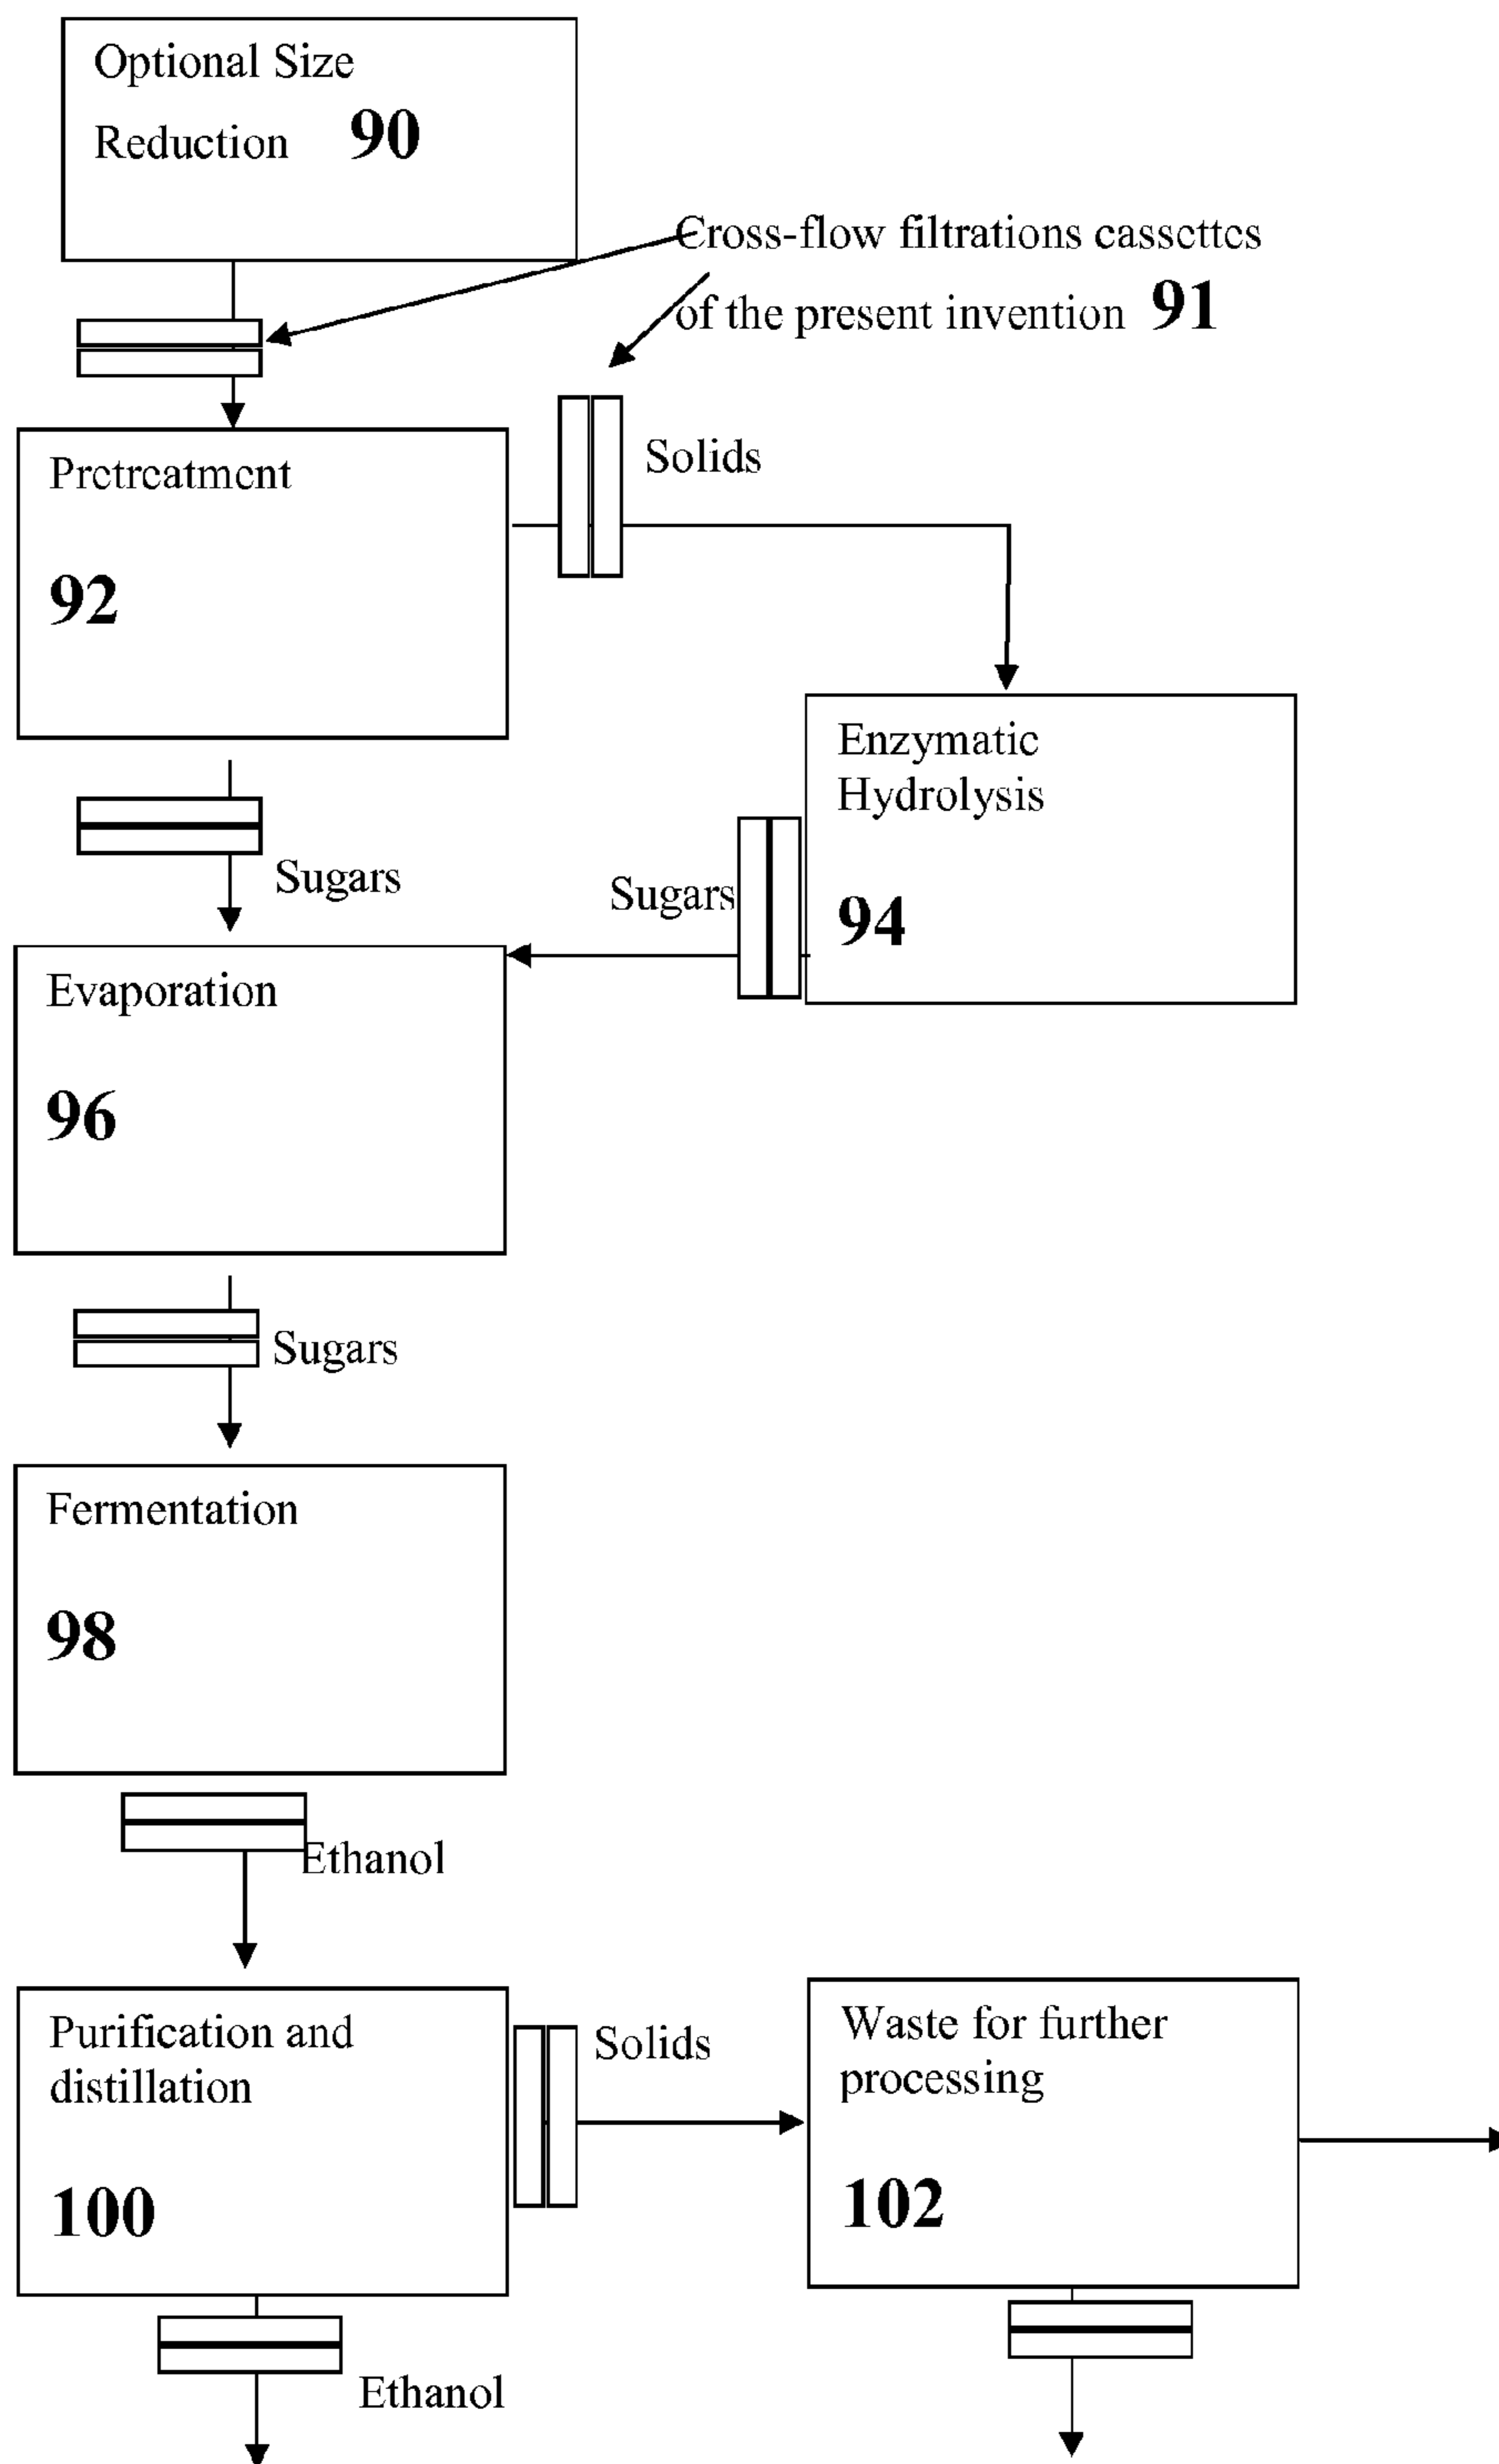 Optional Size
Reduction 90
Cross-flow filtrations cassettes
of the present invention 91
Solids
Pretreatment
92
Enzymatic
Hydrolysis
94
Sugars
Sugars
Evaporation
96
Sugars
Fermentation
98
Ethanol
Purification and
distillation
100
Solids
Waste for further
processing
102
Ethanol